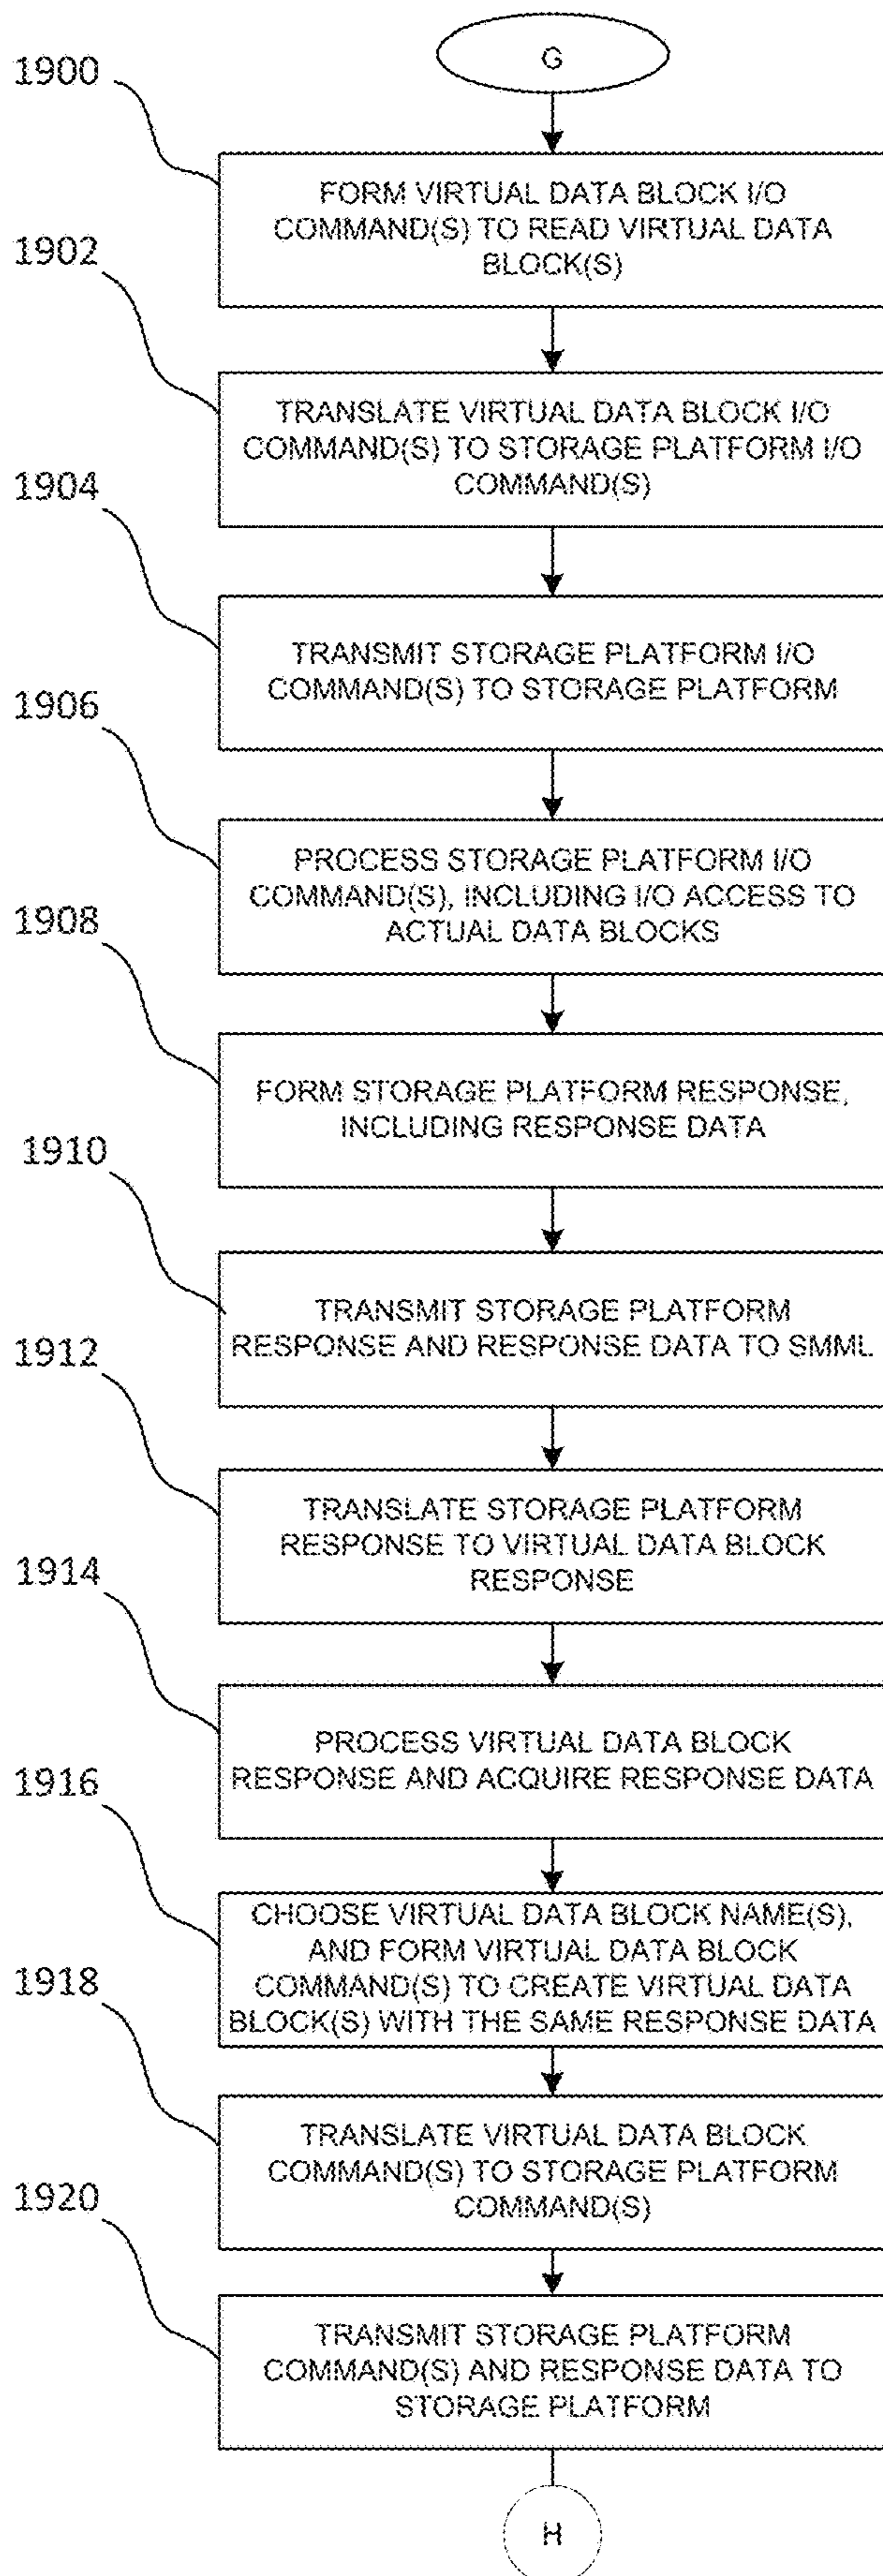 G
1900
FORM VIRTUAL DATA BLOCK I/O
COMMAND(S) TO READ VIRTUAL DATA
BLOCK(S)
1902
TRANSLATE VIRTUAL DATA BLOCK I/O
COMMAND(S) TO STORAGE PLATFORM I/O
COMMAND(S)
1904
TRANSMIT STORAGE PLATFORM I/O
COMMAND(S) TO STORAGE PLATFORM
1906
PROCESS STORAGE PLATFORM I/O
COMMAND(S), INCLUDING I/O ACCESS TO
ACTUAL DATA BLOCKS
1908
FORM STORAGE PLATFORM RESPONSE,
INCLUDING RESPONSE DATA
1910
TRANSMIT STORAGE PLATFORM
RESPONSE AND RESPONSE DATA TO SMML
1912
TRANSLATE STORAGE PLATFORM
RESPONSE TO VIRTUAL DATA BLOCK
RESPONSE
1914
PROCESS VIRTUAL DATA BLOCK
RESPONSE AND ACQUIRE RESPONSE DATA
1916
CHOOSE VIRTUAL DATA BLOCK NAME(S),
AND FORM VIRTUAL DATA BLOCK
COMMAND(S) TO CREATE VIRTUAL DATA
BLOCK(S) WITH THE SAME RESPONSE DATA
1918
TRANSLATE VIRTUAL DATA BLOCK
COMMAND(S) TO STORAGE PLATFORM
COMMAND(S)
1920
TRANSMIT STORAGE PLATFORM
COMMAND(S) AND RESPONSE DATA TO
STORAGE PLATFORM
H